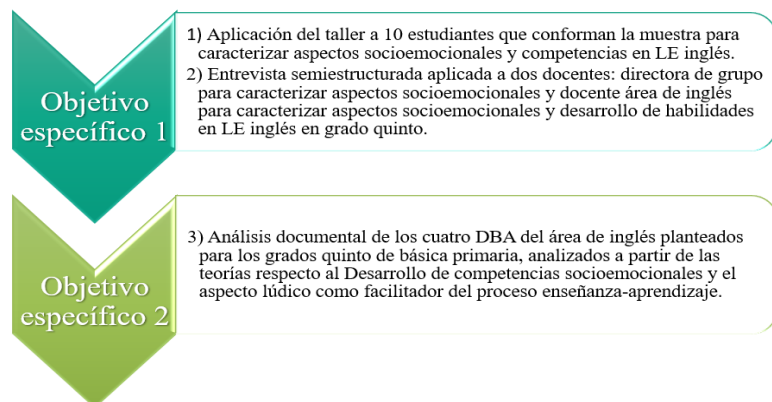 Objetivo
específico 1
1) Aplicación del taller a 10 estudiantes que conforman la muestra para
caracterizar aspectos socioemocionales y competencias en LE inglés.
2) Entrevista semiestructurada aplicada a dos docentes: directora de grupo
para caracterizar aspectos socioemocionales y docente área de inglés
para caracterizar aspectos socioemocionales y desarrollo de habilidades
en LE inglés en grado quinto.
Objetivo
específico 2
3) Análisis documental de los cuatro DBA del área de inglés planteados
para los grados quinto de básica primaria, analizados a partir de las
teorías respecto al Desarrollo de competencias socioemocionales y el
aspecto lúdico como facilitador del proceso enseñanza-aprendizaje.